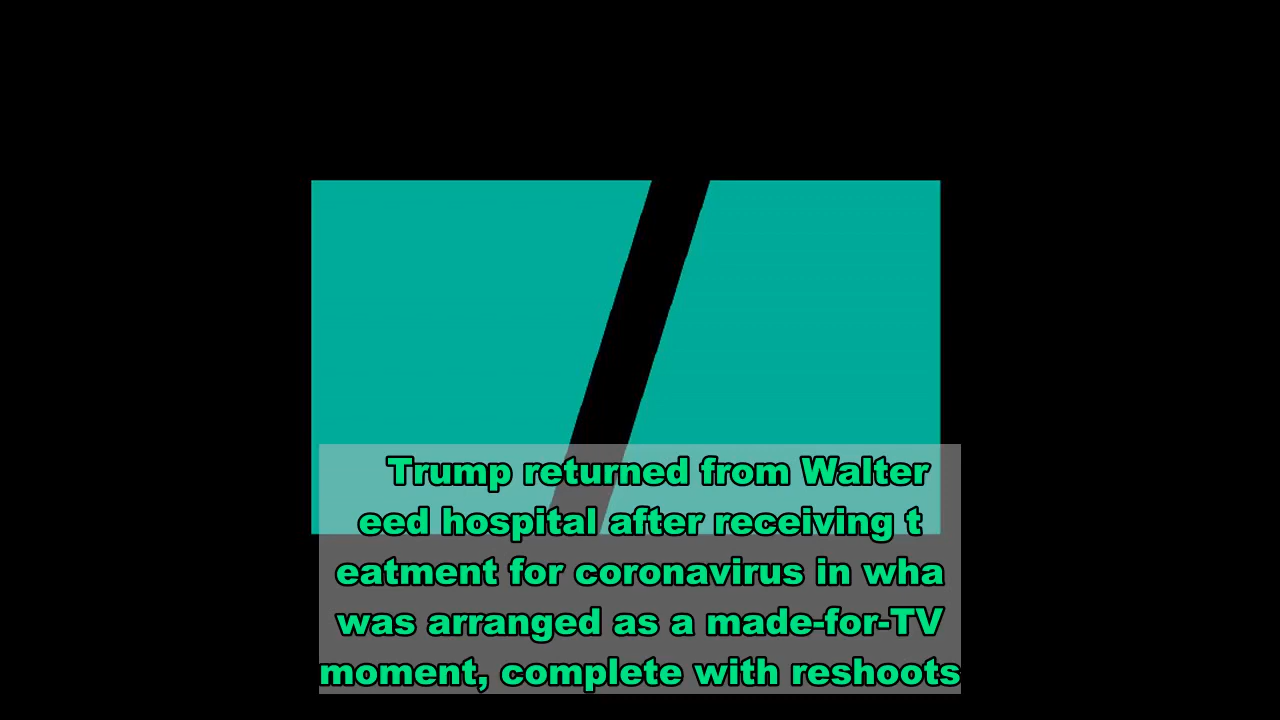 Trump returned from Walter
eed hospital after receiving t
eatment for coronavirus in wha
was arranged as a made-for-TV
moment, complete with reshoots